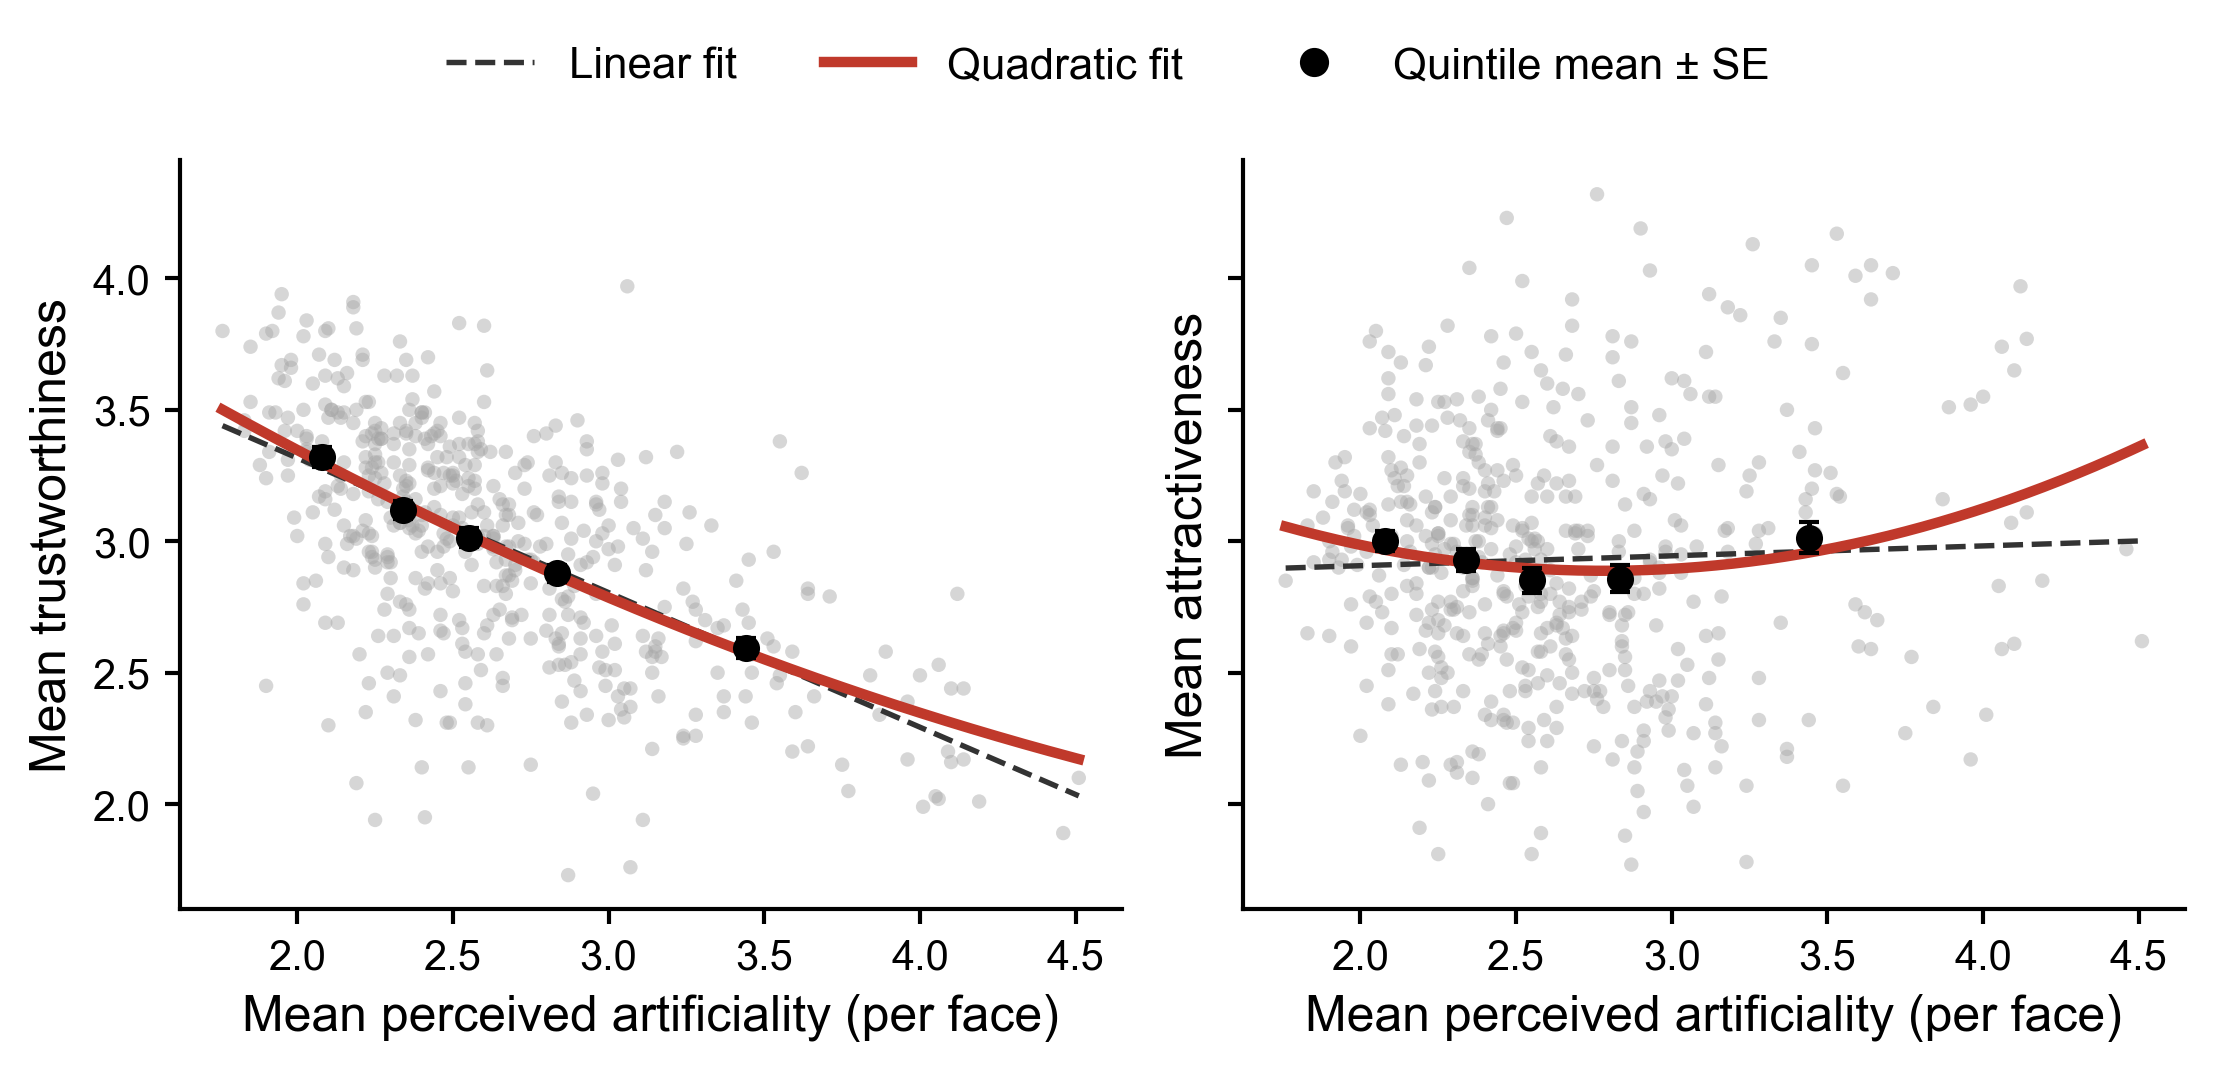 Linear fit
Quadratic fit
Quintile mean ± SE
Mean trustworthiness
4.0
3.5
3.0
2.5
2.0
2.0 2.5 3.0 3.5 4.0 4.5
Mean perceived artificiality (per face)
Mean attractiveness
2.0 2.5 3.0 3.5 4.0 4.5
Mean perceived artificiality (per face)